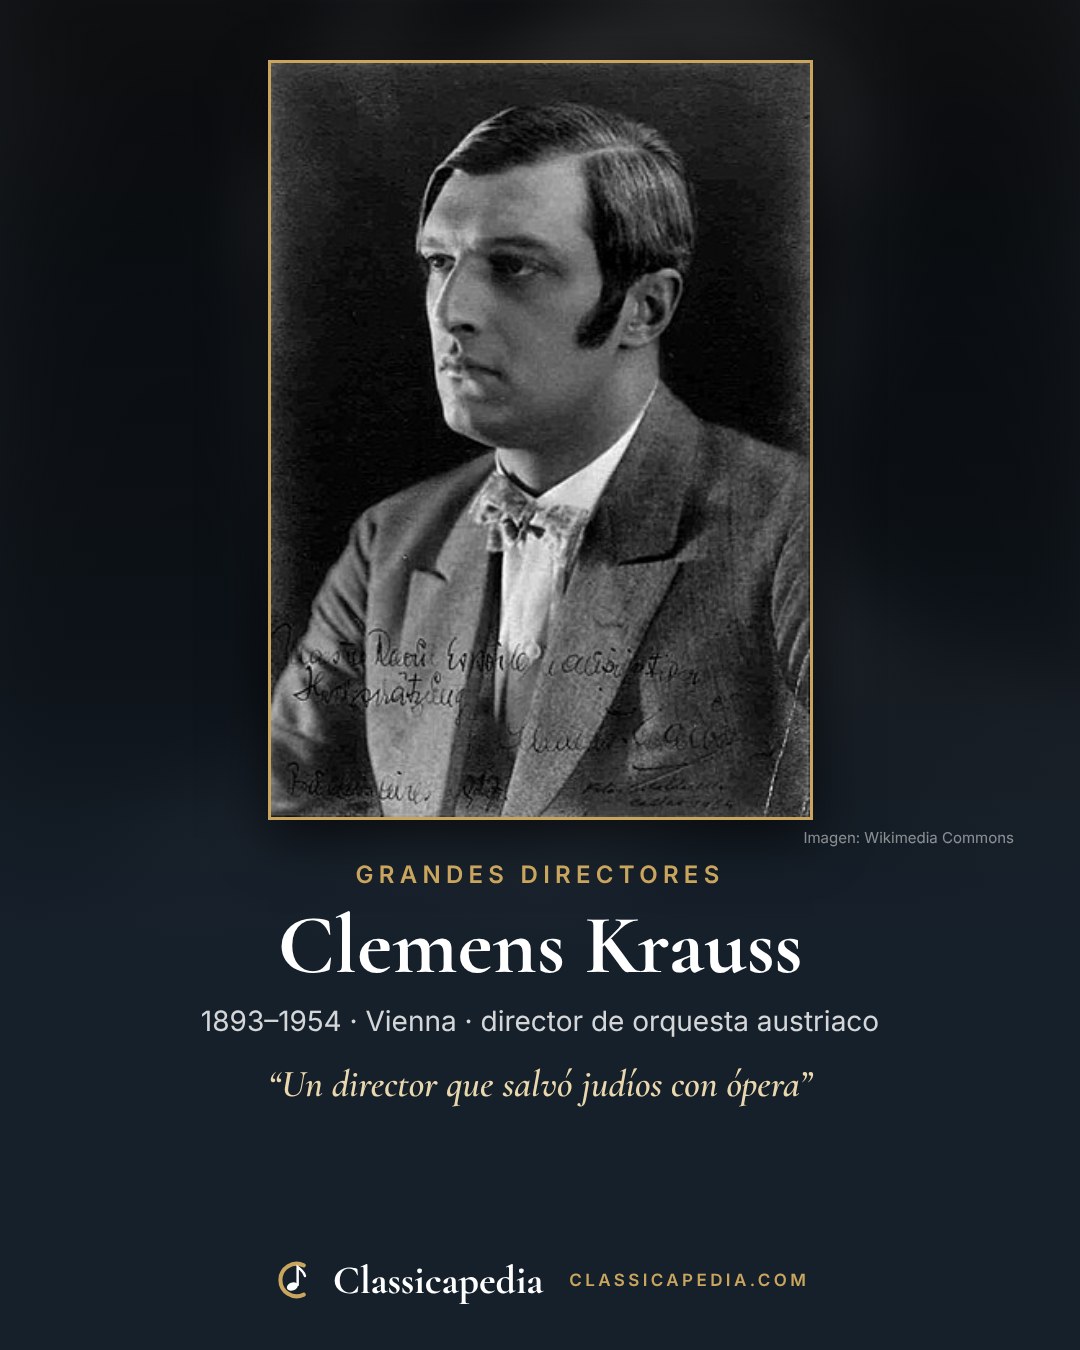 Imagen: Wikimedia Commons
GRANDES DIRECTORES
Clemens Krauss
1893–1954 · Vienna · director de orquesta austriaco
“Un director que salvó judíos con ópera”
Classicapedia CLASSICAPEDIA.COM